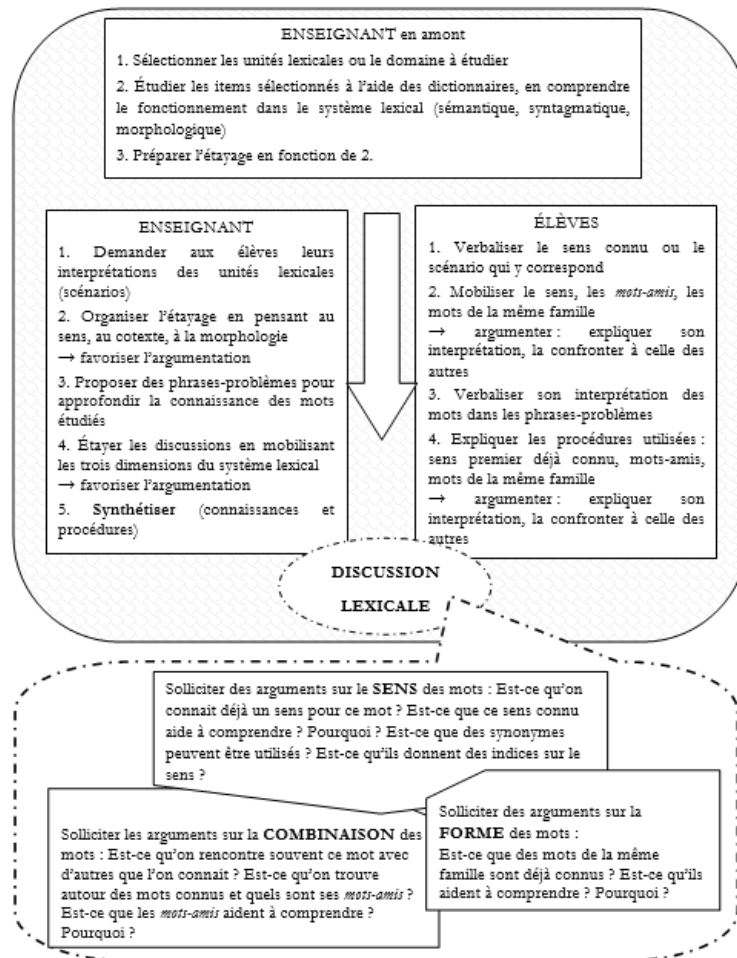 ENSEIGNANT en amont
1. Sélectionner les unités lexicales ou le domaine à étudier
2. Étudier les items sélectionnés à l'aide des dictionnaires, en comprendre
le fonctionnement dans le système lexical (sémantique, syntagmatique,
morphologique)
3. Préparer l'étayage en fonction de 2.
ENSEIGNANT
1. Demander aux élèves leurs
interprétations des unités lexicales
(scénarios)
2. Organiser l'étayage en pensant au
sens, au cotexte, à la morphologie
→ favoriser l'argumentation
3. Proposer des phrases-problèmes pour
approfondir la connaissance des mots
étudiés
4. Étayer les discussions en mobilisant
les trois dimensions du système lexical
→ favoriser l'argumentation
5. Synthétiser (connaissances et
procédures)
ÉLÈVES
1. Verbaliser le sens connu ou le
scénario qui y correspond
2. Mobiliser le sens, les mots-amis, les
mots de la même famille
→ argumenter : expliquer son
interprétation, la confronter à celle des
autres
3. Verbaliser son interprétation des
mots dans les phrases-problèmes
4. Expliquer les procédures utilisées :
sens premier déjà connu, mots-amis,
mots de la même famille
→ argumenter : expliquer son
interprétation, la confronter à celle des
autres
DISCUSSION
LEXICALE
Solliciter des arguments sur le SENS des mots : Est-ce qu'on
connait déjà un sens pour ce mot ? Est-ce que ce sens connu
aide à comprendre ? Pourquoi ? Est-ce que des synonymes
peuvent être utilisés ? Est-ce qu'ils donnent des indices sur le
sens ?
Solliciter les arguments sur la COMBINAISON des
mots : Est-ce qu'on rencontre souvent ce mot avec
d'autres que l'on connait ? Est-ce qu'on trouve
autour des mots connus et quels sont ses mots-amis ?
Est-ce que les mots-amis aident à comprendre ?
Pourquoi ?
Solliciter des arguments sur la
FORME des mots :
Est-ce que des mots de la même
famille sont déjà connus ? Est-ce qu'ils
aident à comprendre ? Pourquoi ?